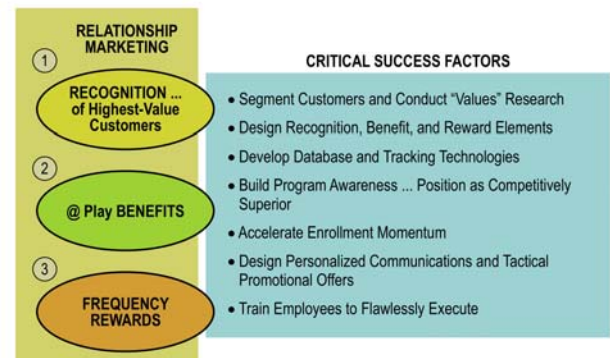 RELATIONSHIP
MARKETING
1
RECOGNITION ...
of Highest-Value
Customers
2
@ Play BENEFITS
3
FREQUENCY
REWARDS
CRITICAL SUCCESS FACTORS
• Segment Customers and Conduct “Values” Research
• Design Recognition, Benefit, and Reward Elements
• Develop Database and Tracking Technologies
• Build Program Awareness ... Position as Competitively
Superior
• Accelerate Enrollment Momentum
• Design Personalized Communications and Tactical
Promotional Offers
• Train Employees to Flawlessly Execute